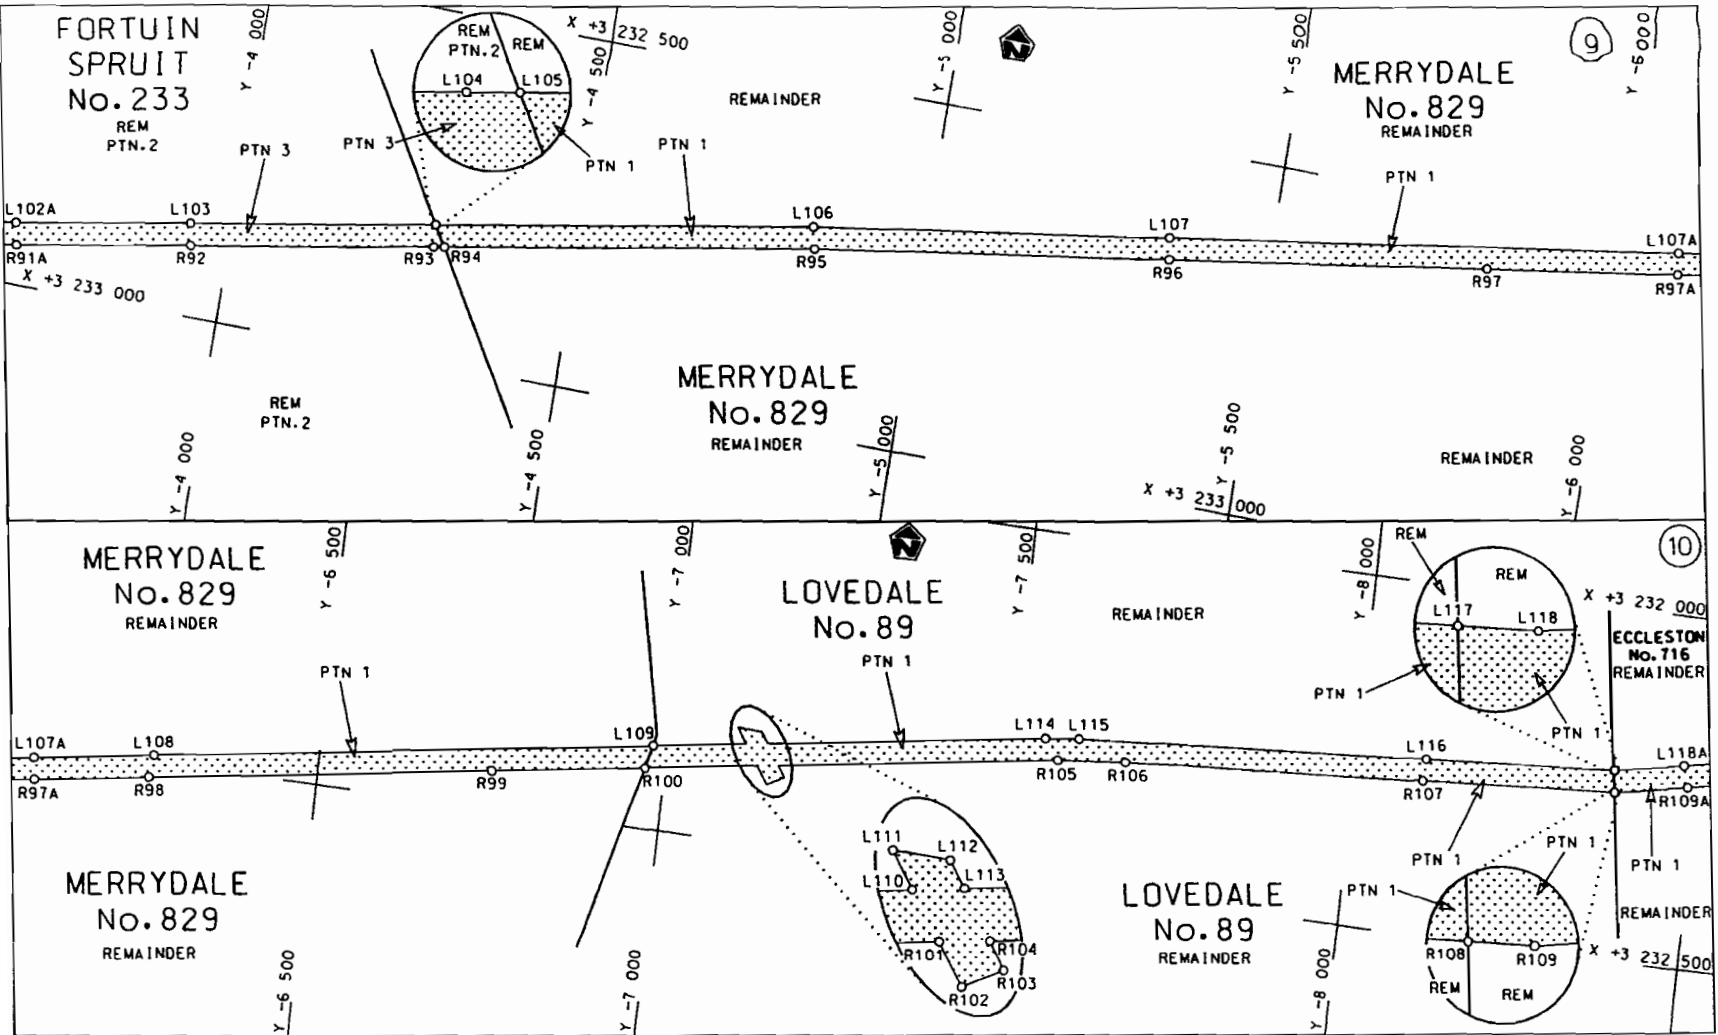 FORTUIN
SPRUIT
No.233
REM
PTN.2
Y -4 000
REM
PTN.2
REM
L104
L105
PTN 3
PTN 1
X +3 232 500
Y -4 500
REMAINDER
Y -5 000
N
Y -5 500
MERRYDALE
No.829
REMAINDER
Y -6 000
9
PTN 3
PTN 1
PTN 1
L102A
L103
L106
L107
L107A
R91A
R92
R93
R94
R95
R96
R97
R97A
X +3 233 000
REM
PTN.2
Y -4 000
Y -4 500
MERRYDALE
No.829
REMAINDER
Y -5 000
X +3 233 000
Y -5 500
REMAINDER
Y -6 000
MERRYDALE
No.829
REMAINDER
Y -6 500
Y -7 000
N
LOVEDALE
No.89
PTN 1
Y -7 500
REMAINDER
Y -8 000
REM
REM
L117
L118
PTN 1
PTN 1
10
X +3 232 000
ECCLESTON
No.716
REMAINDER
PTN 1
L107A
L108
L109
L114
L115
L116
L118A
R97A
R98
R99
R100
R105
R106
R107
R109A
L111
L112
L110
L113
R101
R104
R103
R102
PTN 1
PTN 1
PTN 1
PTN 1
R108
R109
REM
REM
REMAINDER
X +3 232 500
MERRYDALE
No.829
REMAINDER
Y -6 500
Y -7 000
LOVEDALE
No.89
REMAINDER
Y -8 000